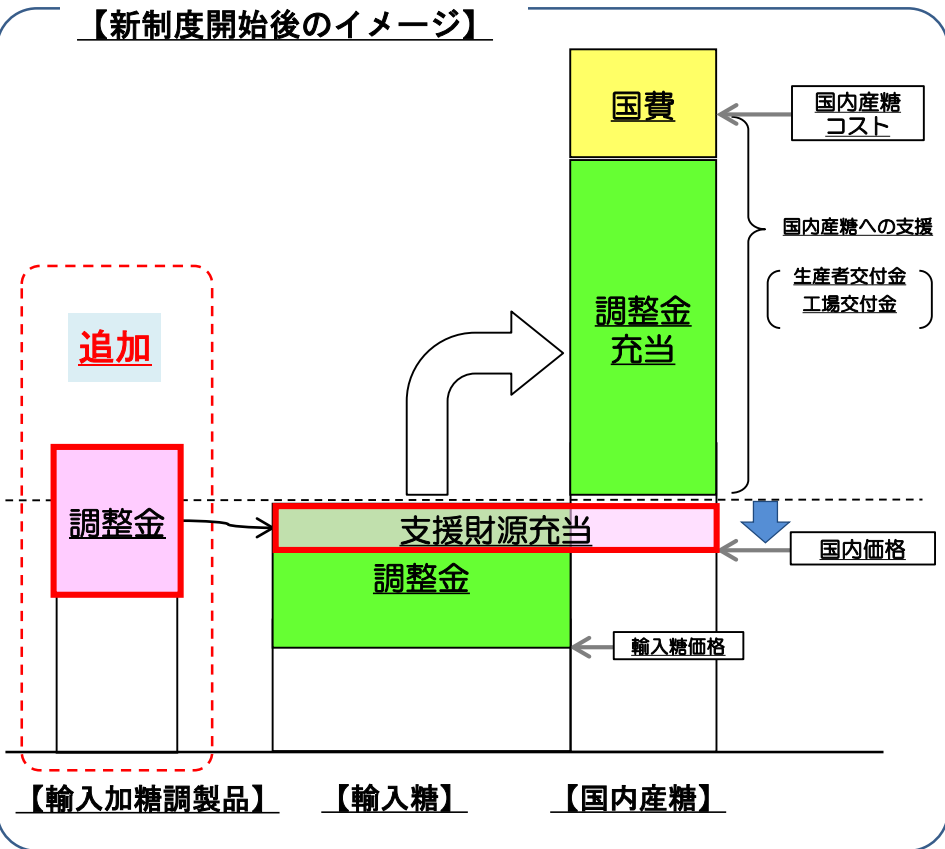 【新制度開始後のイメージ】
国費
国内産糖
コスト
国内産糖への支援
生産者交付金
工場交付金
調整金
充当
追加
調整金
支援財源充当
調整金
国内価格
輸入糖価格
【輸入加糖調製品】
【輸入糖】
【国内産糖】